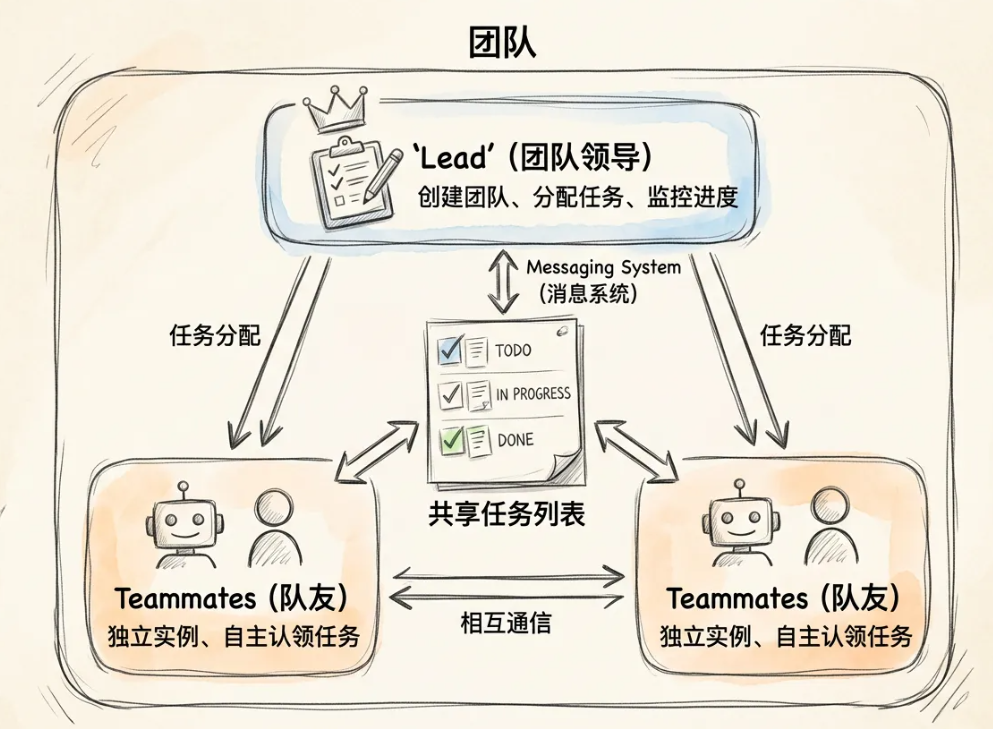 团队
‘Lead’（团队领导）
创建团队、分配任务、监控进度
Messaging System
（消息系统）
任务分配
任务分配
TODO
IN PROGRESS
DONE
共享任务列表
Teammates（队友）
独立实例、自主认领任务
相互通信
Teammates（队友）
独立实例、自主认领任务